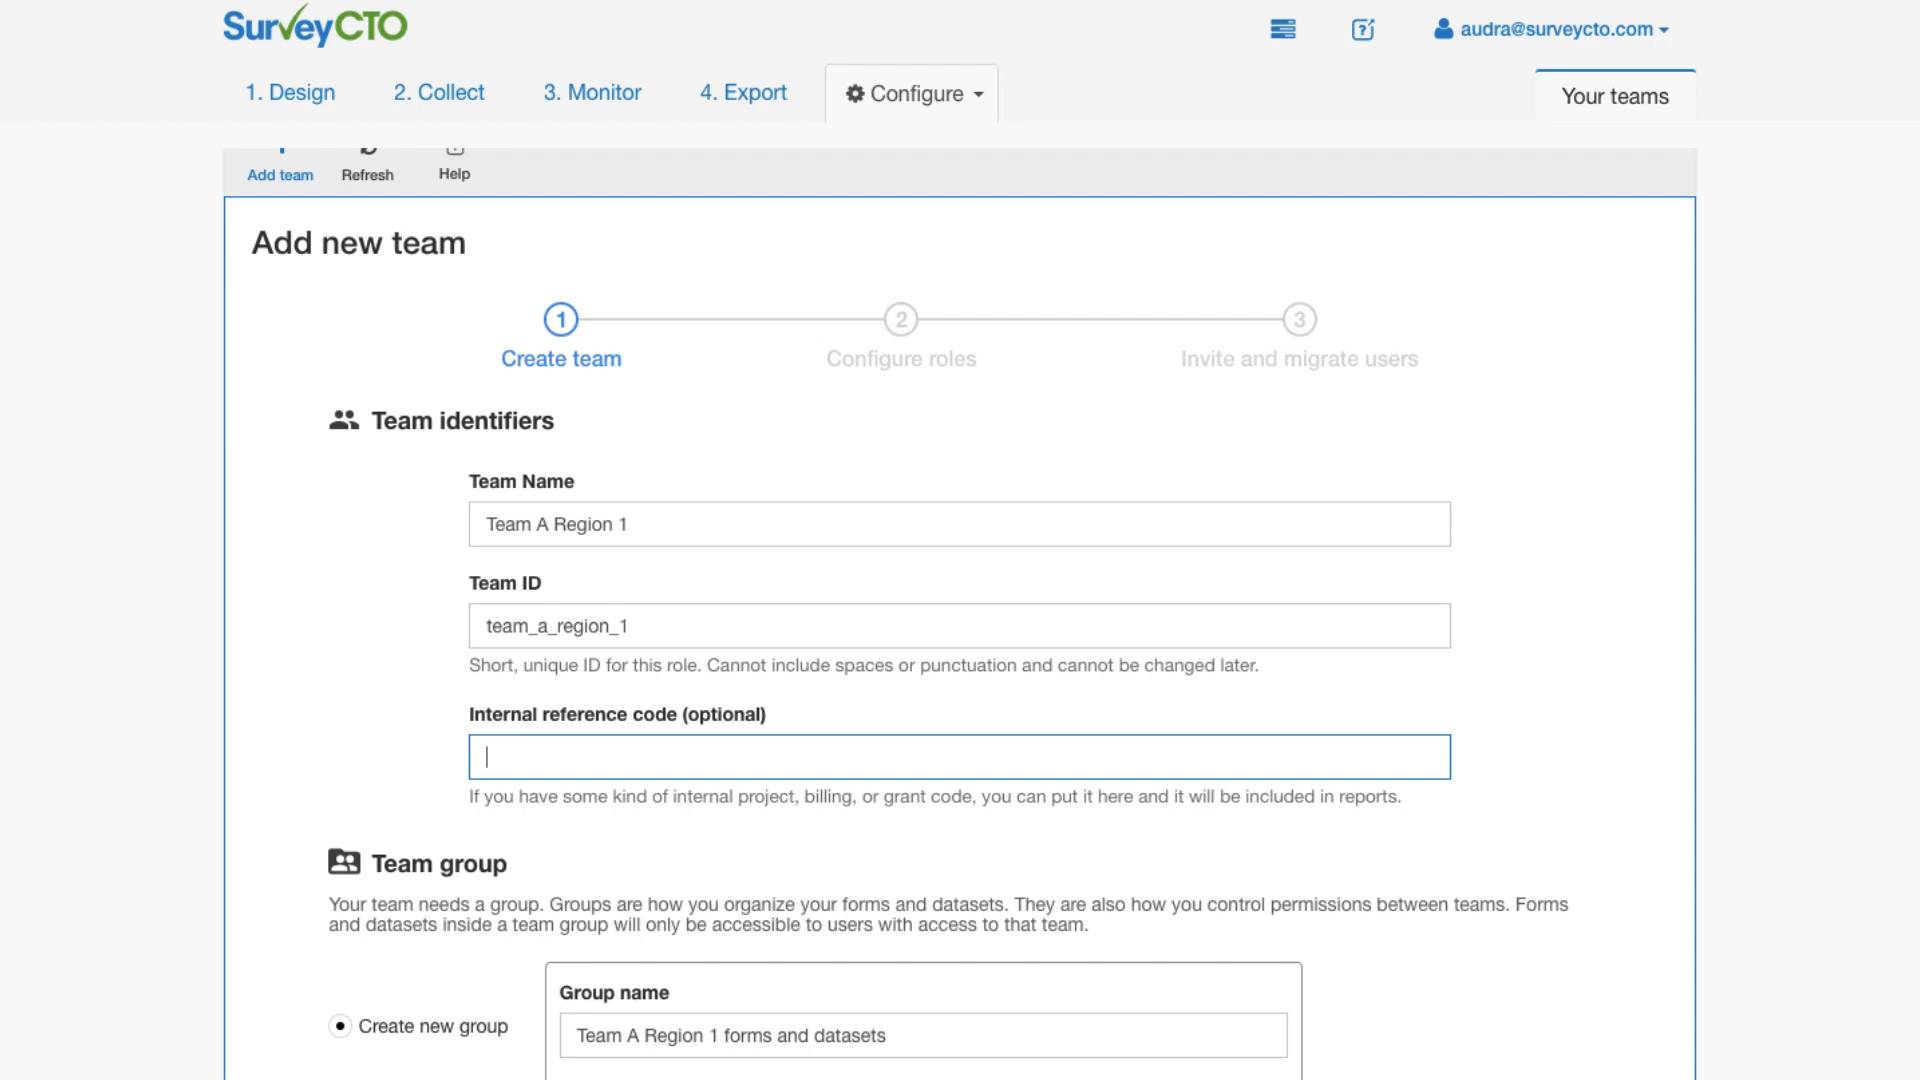 SurveyCTO
audra@surveycto.com
1. Design
2. Collect
3. Monitor
4. Export
Configure
Your teams
Add team
Refresh
Help
Add new team
1
2
3
Create team
Configure roles
Invite and migrate users
Team identifiers
Team Name
Team A Region 1
Team ID
team_a_region_1
Short, unique ID for this role. Cannot include spaces or punctuation and cannot be changed later.
Internal reference code (optional)
If you have some kind of internal project, billing, or grant code, you can put it here and it will be included in reports.
Team group
Your team needs a group. Groups are how you organize your forms and datasets. They are also how you control permissions between teams. Forms
and datasets inside a team group will only be accessible to users with access to that team.
Group name
Create new group
Team A Region 1 forms and datasets